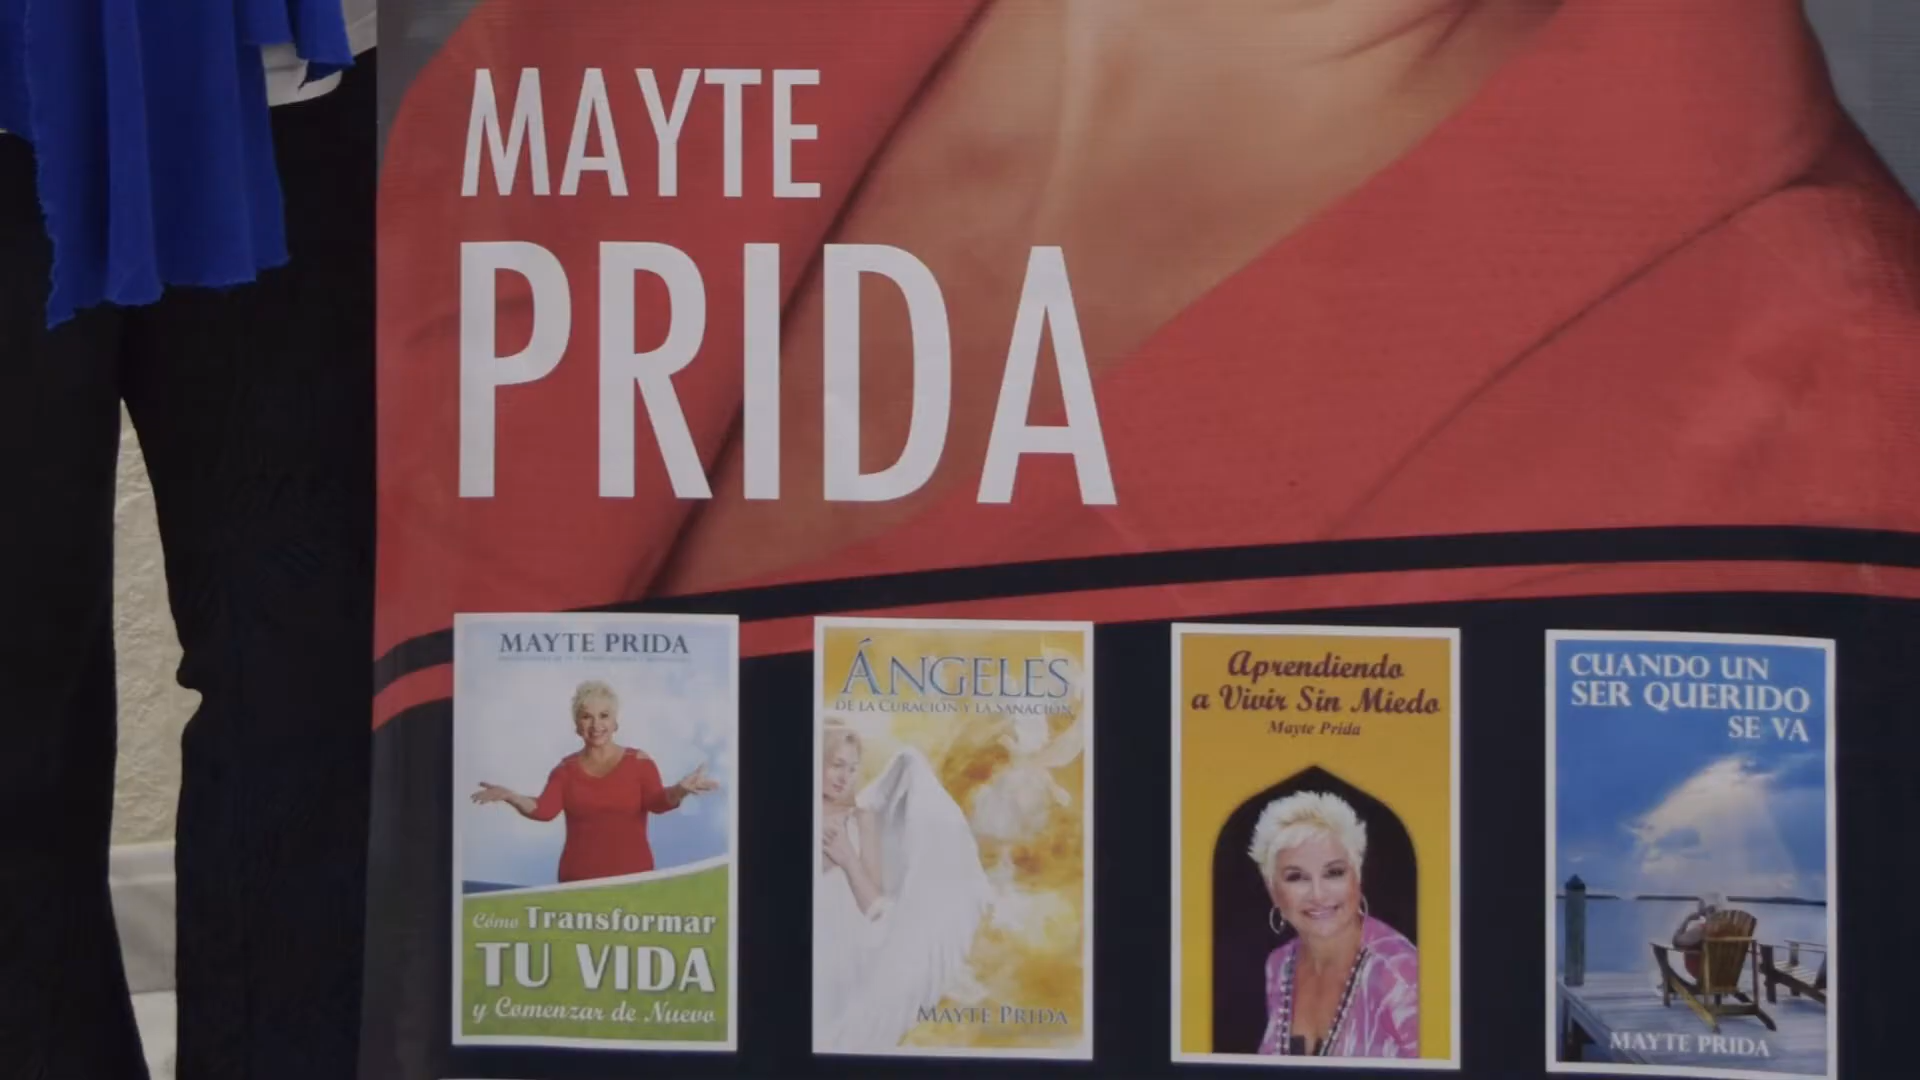 MAYTE
PRIDA
MAYTE PRIDA
Cómo Transformar
TU VIDA
y Comenzar de Nuevo
ÁNGELES
DE LA CURACIÓN Y LA SANACIÓN
MAYTE PRIDA
Aprendiendo
a Vivir Sin Miedo
Mayte Prida
CUANDO UN
SER QUERIDO
SE VA
MAYTE PRIDA